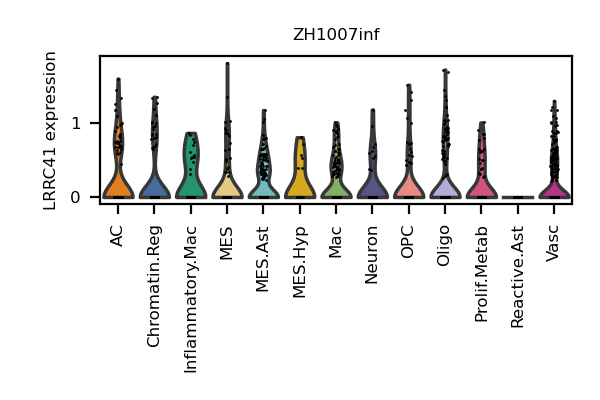 ZH1007inf
LRRC41 expression
1
0
AC
Chromatin.Reg
Inflammatory.Mac
MES
MES.Ast
MES.Hyp
Mac
Neuron
OPC
Oligo
Prolif.Metab
Reactive.Ast
Vasc